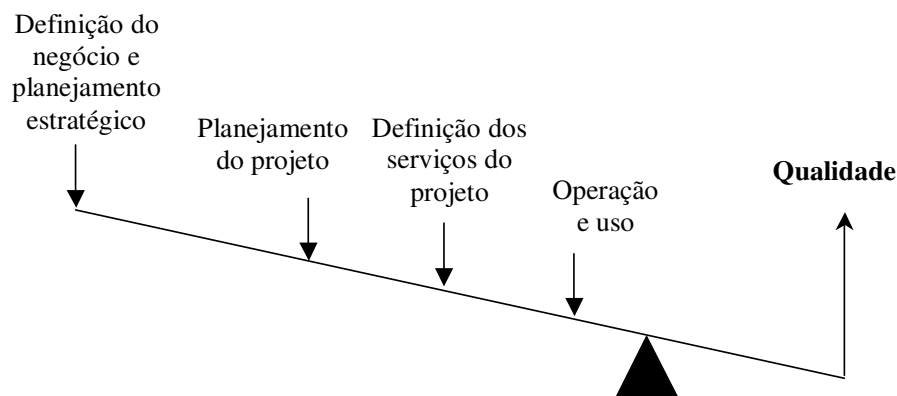 Definição do
negócio e
planejamento
estratégico
Planejamento
do projeto
Definição dos
serviços do
projeto
Operação
e uso
Qualidade